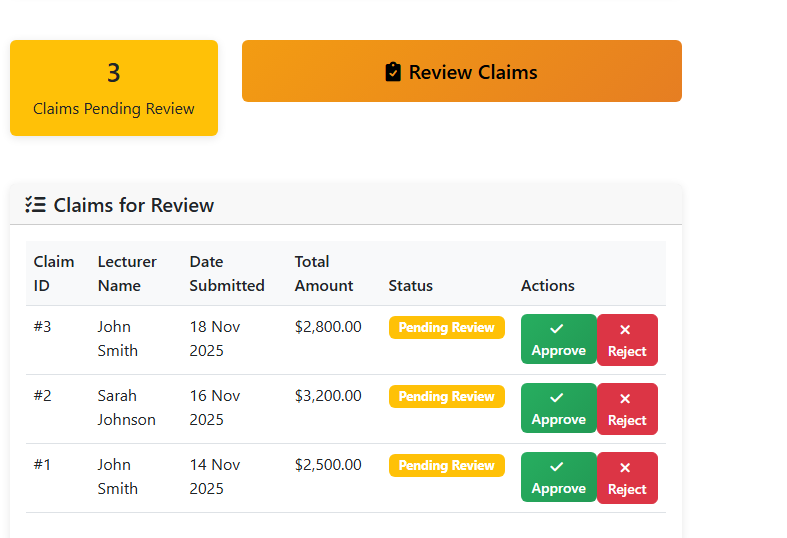 3
Claims Pending Review
Review Claims
Claims for Review
Claim ID Lecturer Name Date Submitted Total Amount Status Actions
#3 John Smith 18 Nov 2025 $2,800.00 Pending Review Approve Reject
#2 Sarah Johnson 16 Nov 2025 $3,200.00 Pending Review Approve Reject
#1 John Smith 14 Nov 2025 $2,500.00 Pending Review Approve Reject